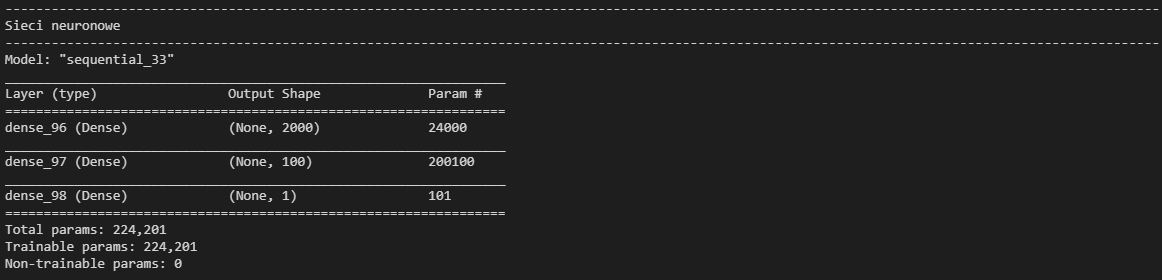 --------------------------------------------------------------------------------------------------------------------------------------------------------
Sieci neuronowe
--------------------------------------------------------------------------------------------------------------------------------------------------------
Model: "sequential_33"
_________________________________________________________________
Layer (type)                 Output Shape              Param #
=================================================================
dense_96 (Dense)             (None, 2000)              24000
_________________________________________________________________
dense_97 (Dense)             (None, 100)               200100
_________________________________________________________________
dense_98 (Dense)             (None, 1)                 101
=================================================================
Total params: 224,201
Trainable params: 224,201
Non-trainable params: 0